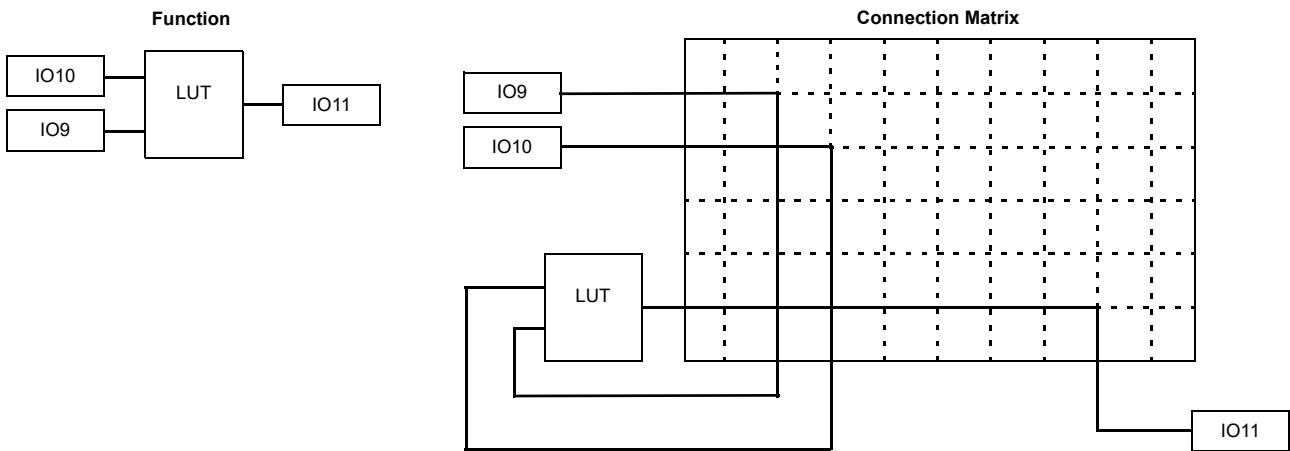 Function
IO10
LUT
IO11
IO9
Connection Matrix
IO9
IO10
LUT
IO11